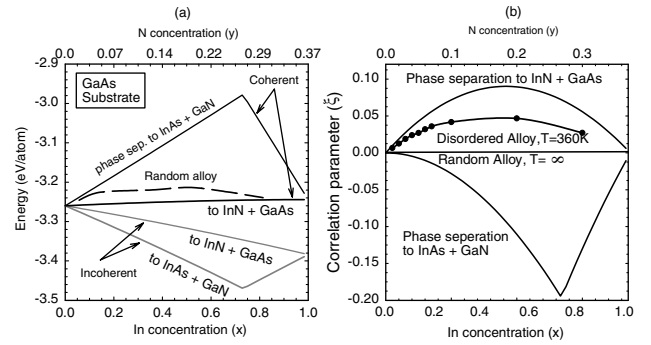 (a)
N concentration (y)
0.0 0.07 0.18 0.27 0.37
-2.9
-3.0
-3.1
-3.2
-3.3
-3.4
-3.5
Energy (eV/atom)
GaAs
Substrate
Coherent
phase sep. to InAs + GaN
Random alloy
to InN + GaAs
to InN + GaAs
Incoherent
to InAs + GaN
0.0 0.2 0.4 0.6 0.8 1.0
In concentration (x)
(b)
N concentration (y)
0.0 0.1 0.2 0.3
0.10
0.05
0.00
-0.05
-0.10
-0.15
-0.20
Correlation parameter (ξ)
Phase separation to InN + GaAs
Disordered Alloy,T=360K
Random Alloy, T= ∞
Phase seperation
to InAs + GaN
0.0 0.2 0.4 0.6 0.8 1.0
In concentration (x)